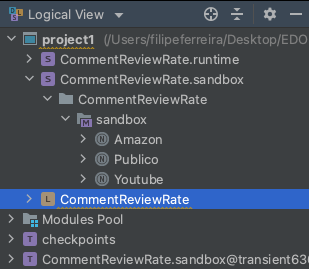 Logical View
project1 (/Users/filipeferreira/Desktop/EDO
S CommentReviewRate.runtime
S CommentReviewRate.sandbox
CommentReviewRate
M sandbox
N Amazon
N Publico
N Youtube
L CommentReviewRate
Modules Pool
T checkpoints
T CommentReviewRate.sandbox@transient636